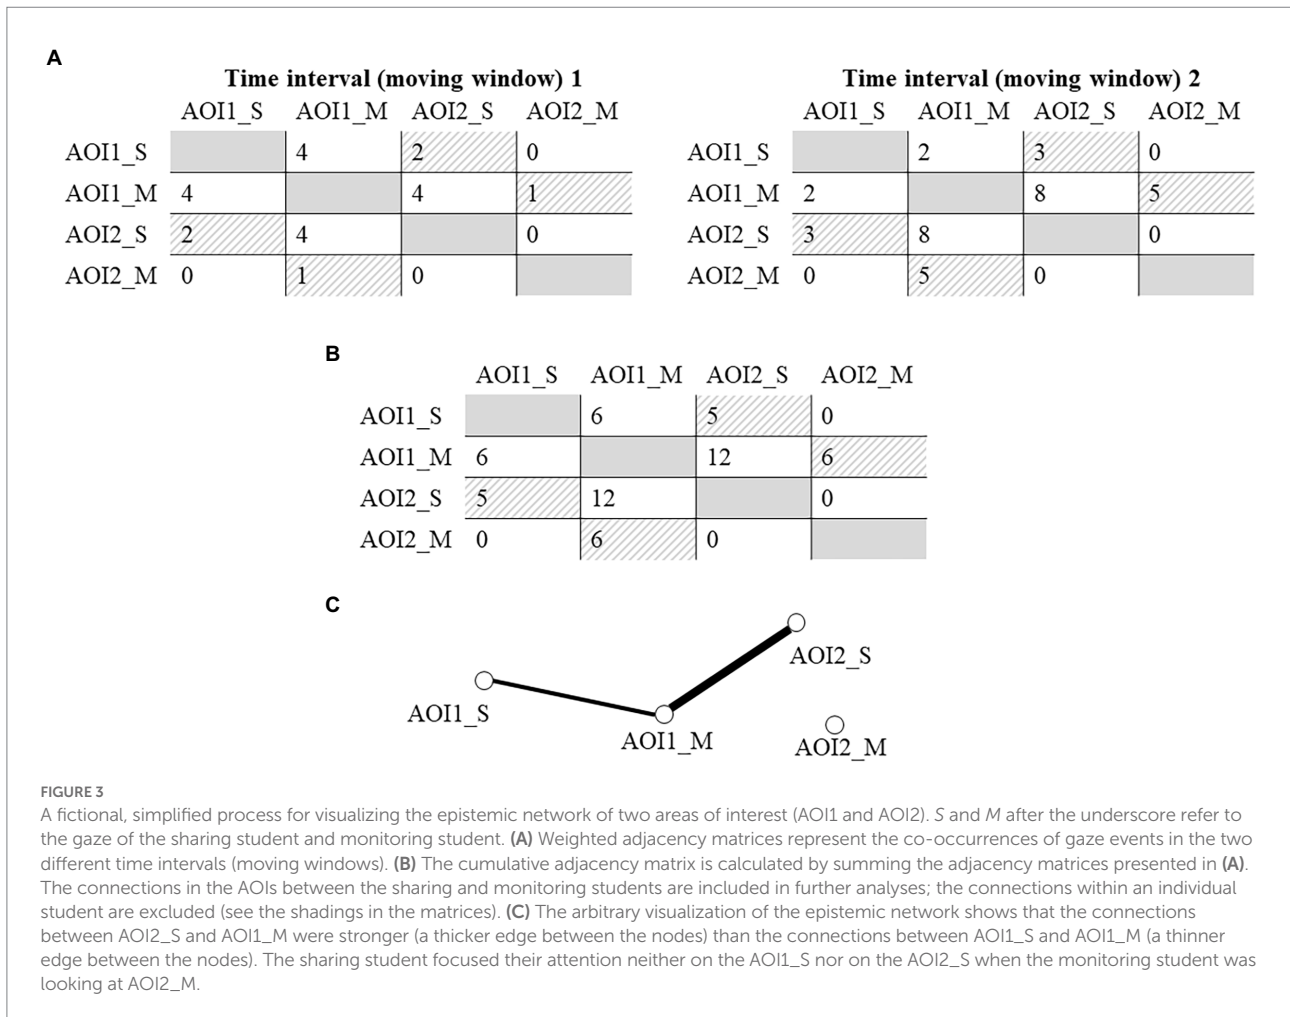 A
Time interval (moving window) 1
AOI1_S AOI1_M AOI2_S AOI2_M
AOI1_S 4 2 0
AOI1_M 4 4 1
AOI2_S 2 4 0
AOI2_M 0 1 0
Time interval (moving window) 2
AOI1_S AOI1_M AOI2_S AOI2_M
AOI1_S 2 3 0
AOI1_M 2 8 5
AOI2_S 3 8 0
AOI2_M 0 5 0
B
AOI1_S AOI1_M AOI2_S AOI2_M
AOI1_S 6 5 0
AOI1_M 6 12 6
AOI2_S 5 12 0
AOI2_M 0 6 0
C
AOI2_S
AOI1_S
AOI1_M
AOI2_M
FIGURE 3
A fictional, simplified process for visualizing the epistemic network of two areas of interest (AOI1 and AOI2). S and M after the underscore refer to
the gaze of the sharing student and monitoring student. (A) Weighted adjacency matrices represent the co-occurrences of gaze events in the two
different time intervals (moving windows). (B) The cumulative adjacency matrix is calculated by summing the adjacency matrices presented in (A).
The connections in the AOIs between the sharing and monitoring students are included in further analyses; the connections within an individual
student are excluded (see the shadings in the matrices). (C) The arbitrary visualization of the epistemic network shows that the connections
between AOI2_S and AOI1_M were stronger (a thicker edge between the nodes) than the connections between AOI1_S and AOI1_M (a thinner
edge between the nodes). The sharing student focused their attention neither on the AOI1_S nor on the AOI2_S when the monitoring student was
looking at AOI2_M.